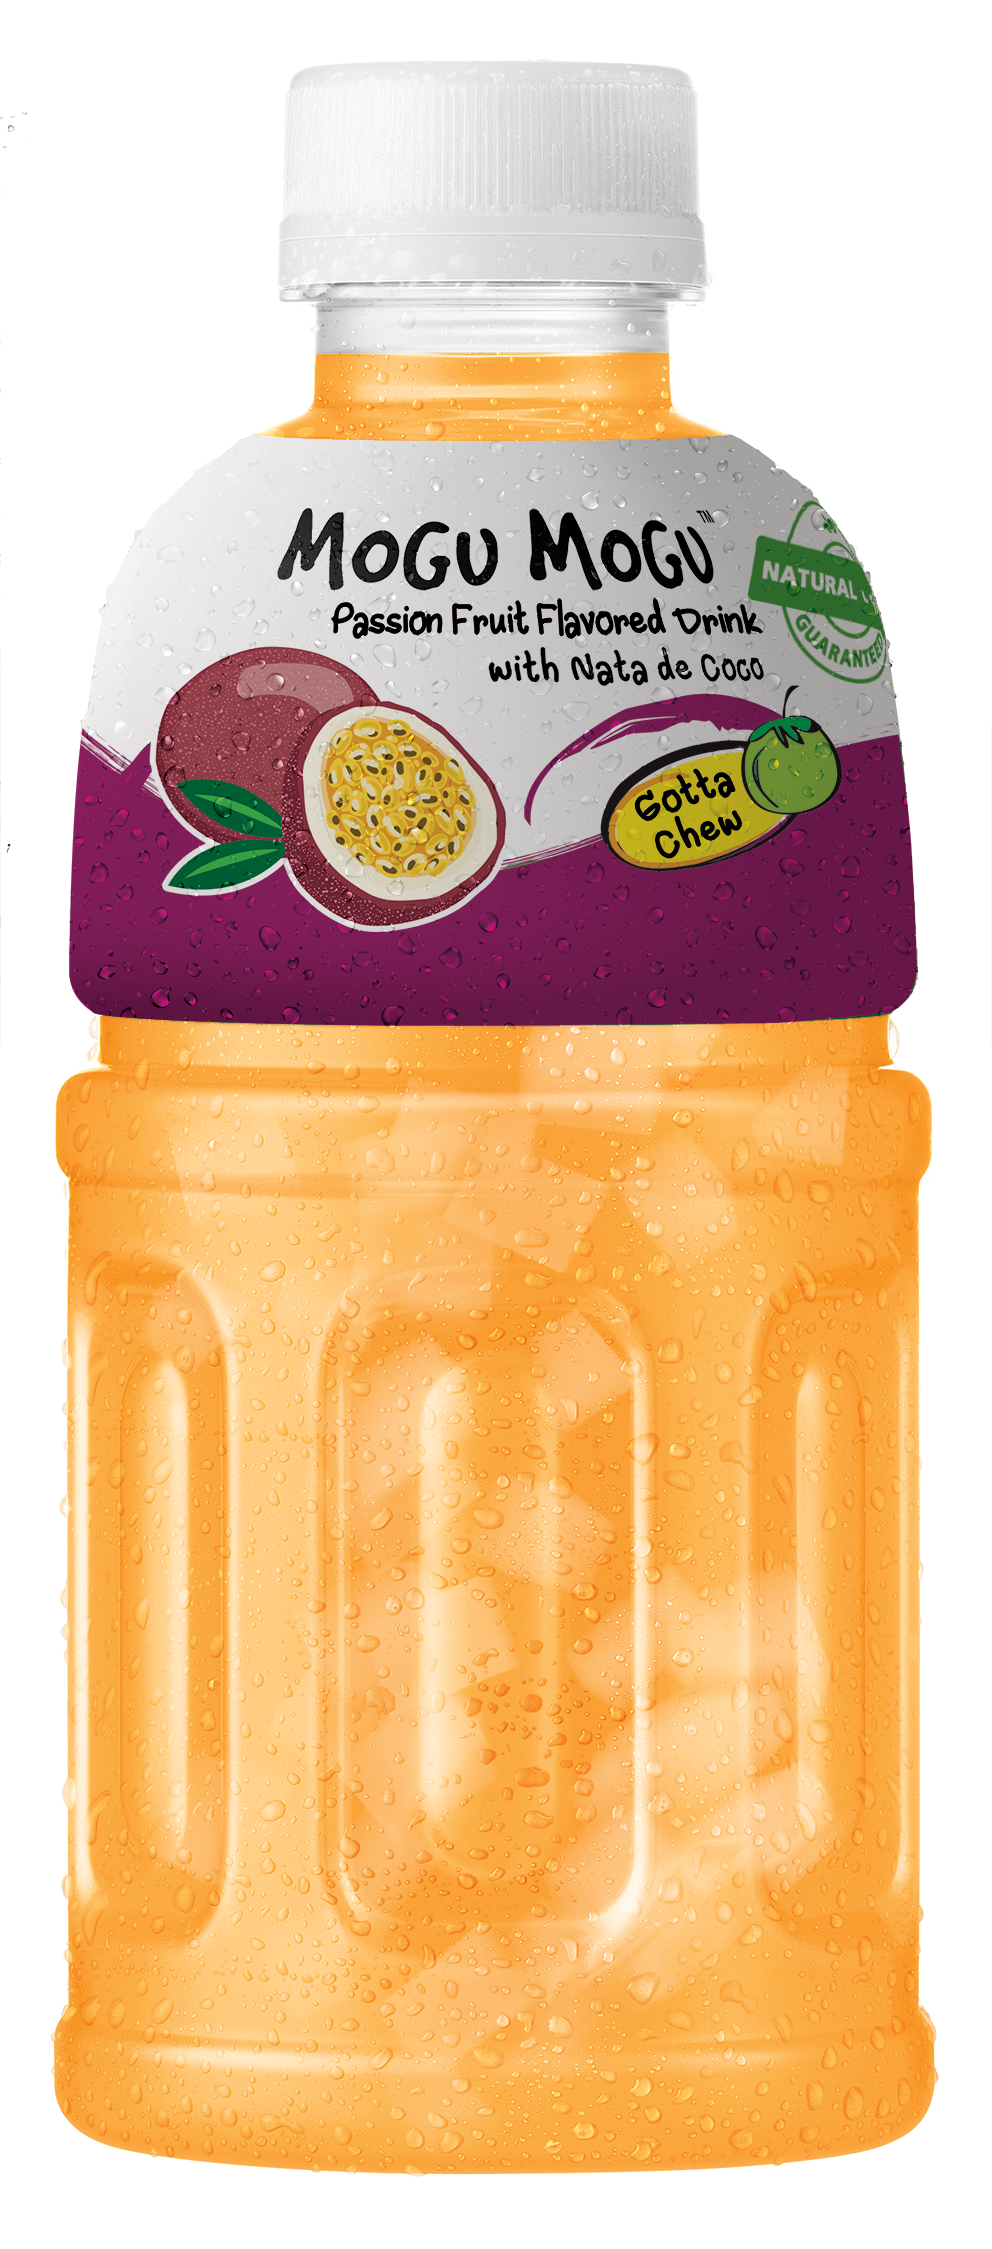 MOGU MOGU™
Passion Fruit Flavored Drink
with Nata de Coco
NATURAL
GUARANTEED
Gotta
Chew